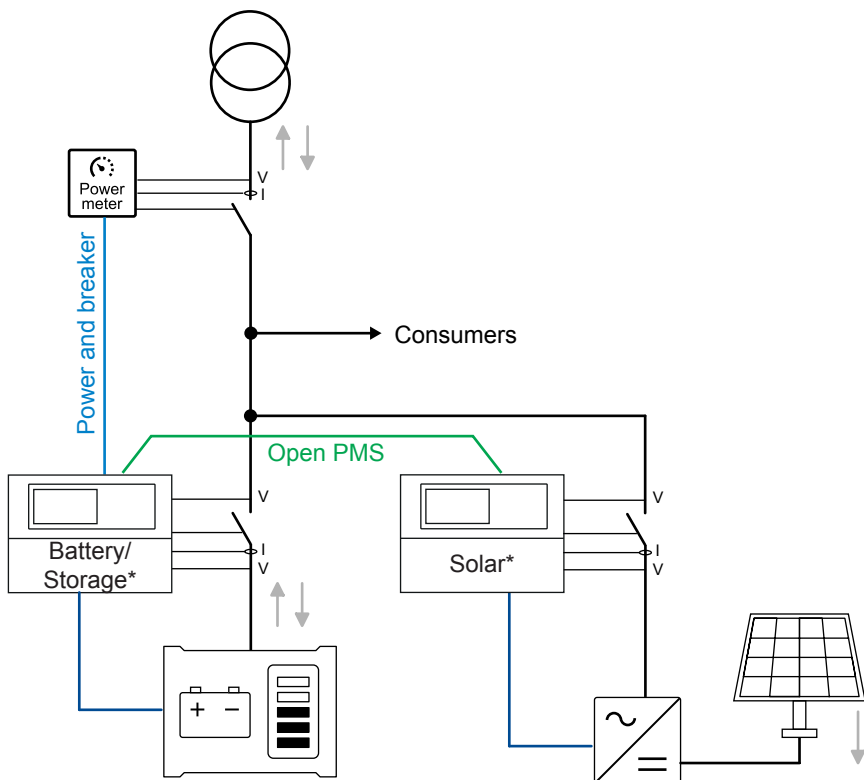 V
I
Power
meter
Power and breaker
Consumers
Open PMS
V
I
V
Battery/
Storage*
V
I
V
Solar*
+ −